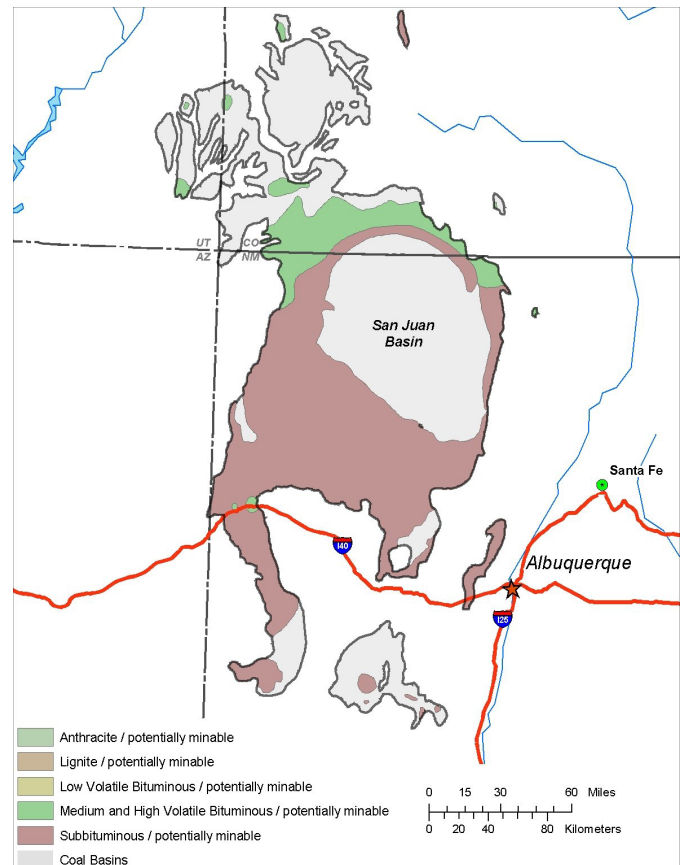 UT CO
AZ NM
San Juan
Basin
Santa Fe
I40
Albuquerque
I25
Anthracite / potentially minable
Lignite / potentially minable
Low Volatile Bituminous / potentially minable
Medium and High Volatile Bituminous / potentially minable
Subbituminous / potentially minable
Coal Basins
0 15 30 60 Miles
0 20 40 80 Kilometers